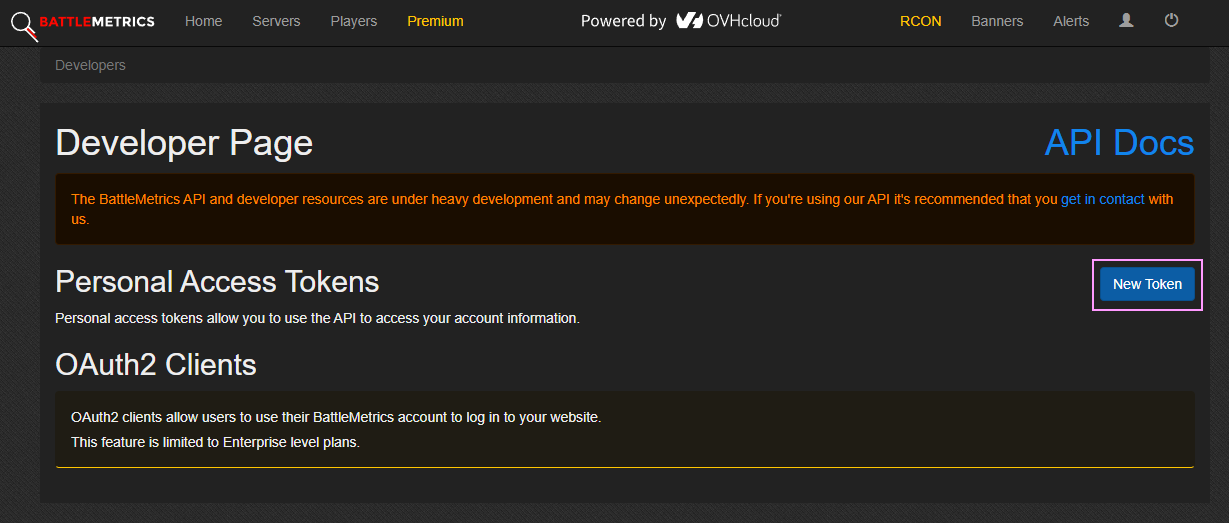 BATTLEMETRICS Home Servers Players Premium Powered by OVHcloud RCON Banners Alerts
Developers
Developer Page API Docs
The BattleMetrics API and developer resources are under heavy development and may change unexpectedly. If you're using our API it's recommended that you get in contact with
us.
Personal Access Tokens New Token
Personal access tokens allow you to use the API to access your account information.
OAuth2 Clients
OAuth2 clients allow users to use their BattleMetrics account to log in to your website.
This feature is limited to Enterprise level plans.